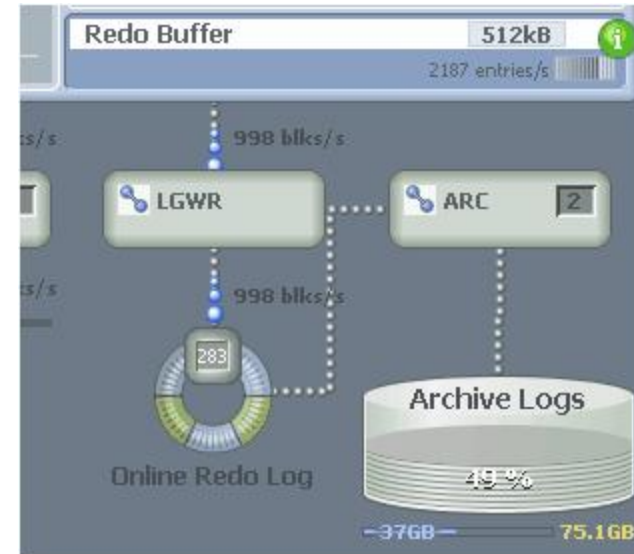 Redo Buffer 512kB
2187 entries/s
998 blks/s
LGWR
ARC 2
998 blks/s
283
Archive Logs
Online Redo Log
49 %
37GB 75.1GB